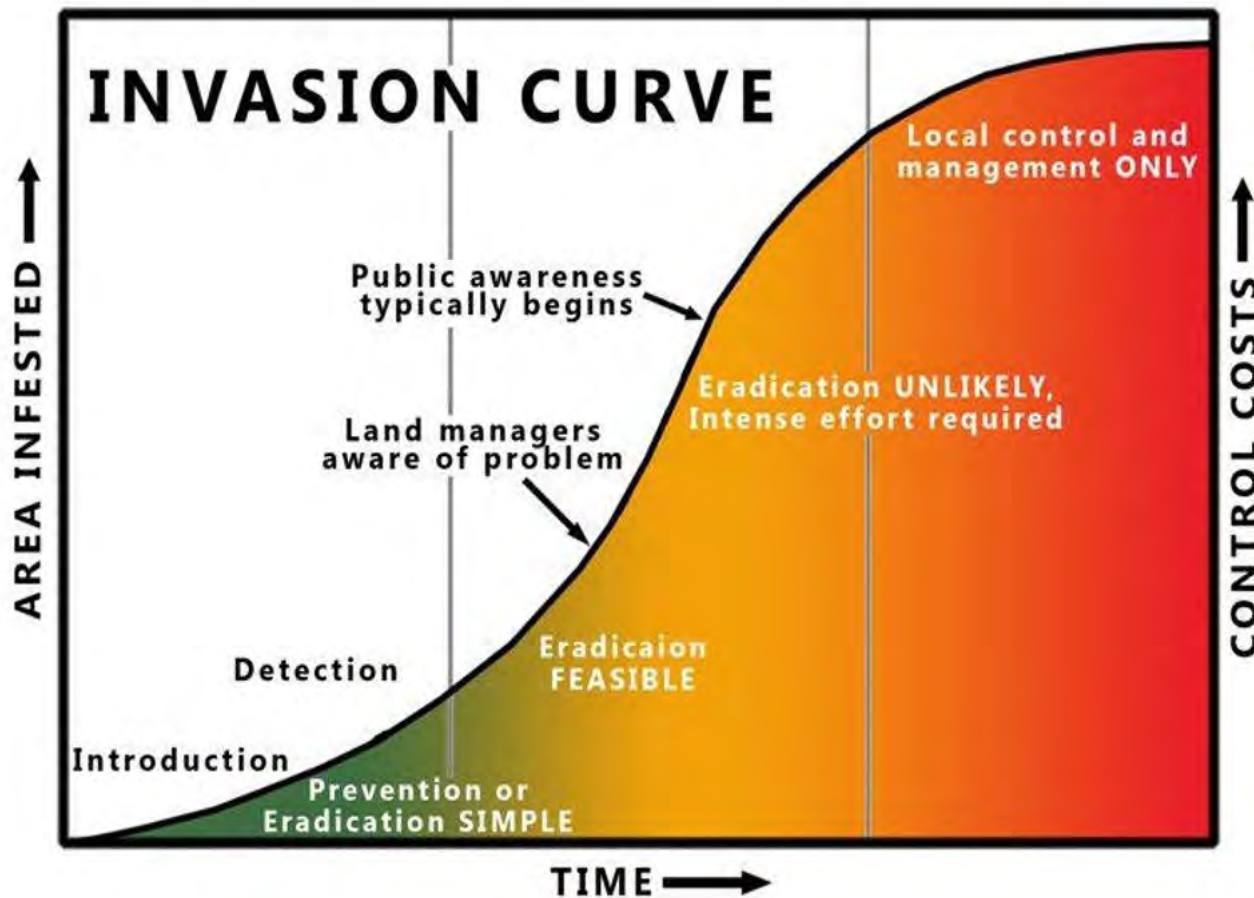 INVASION CURVE
Local control and
management ONLY
Public awareness
typically begins
Eradication UNLIKELY,
Intense effort required
Land managers
aware of problem
Eradicaion
FEASIBLE
Detection
Introduction
Prevention or
Eradication SIMPLE
AREA INFESTED
CONTROL COSTS
TIME